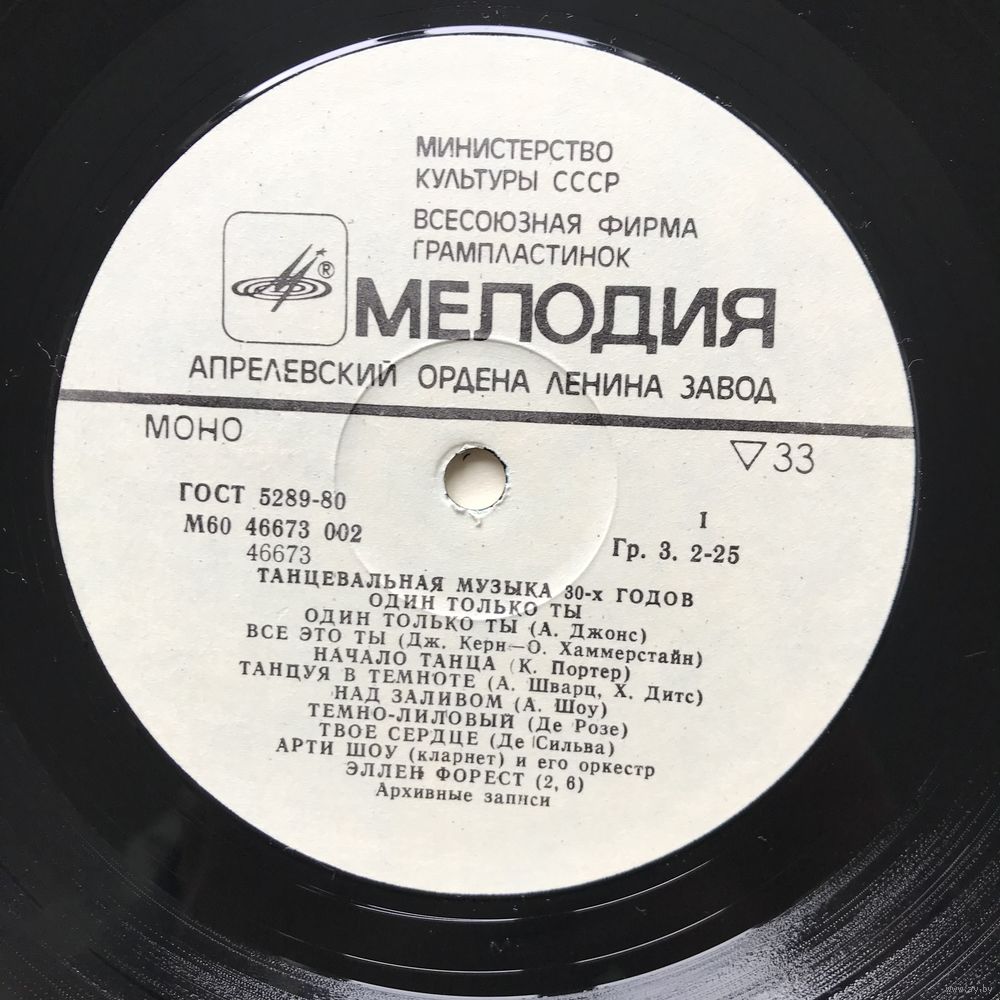 МИНИСТЕРСТВО
КУЛЬТУРЫ СССР
ВСЕСОЮЗНАЯ ФИРМА
ГРАМПЛАСТИНОК
®
МЕЛОДИЯ
АПРЕЛЕВСКИЙ ОРДЕНА ЛЕНИНА ЗАВОД
МОНО
▽33
ГОСТ 5289-80
М60 46673 002
46673
I
Гр. 3. 2-25
ТАНЦЕВАЛЬНАЯ МУЗЫКА 30-х ГОДОВ
ОДИН ТОЛЬКО ТЫ
ОДИН ТОЛЬКО ТЫ (А. Джонс)
ВСЕ ЭТО ТЫ (Дж. Керн—О. Хаммерстайн)
НАЧАЛО ТАНЦА (К. Портер)
ТАНЦУЯ В ТЕМНОТЕ (А. Шварц, Х. Дитс)
НАД ЗАЛИВОМ (А. Шоу)
ТЕМНО-ЛИЛОВЫЙ (Де Розе)
ТВОЕ СЕРДЦЕ (Де Сильва)
АРТИ ШОУ (кларнет) и его оркестр
ЭЛЛЕН ФОРЕСТ (2, 6)
Архивные записи
www.ay.by